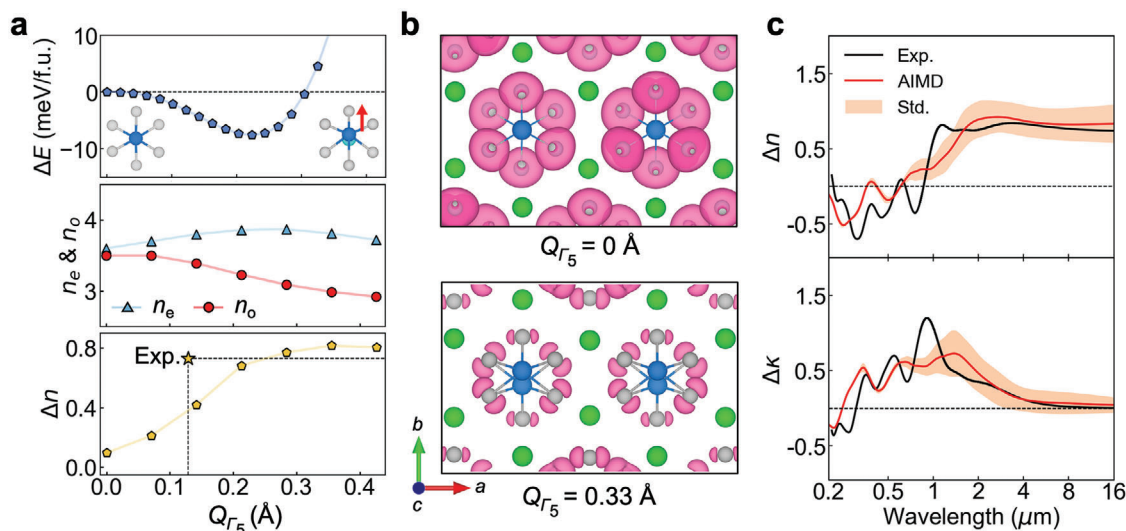 a
ΔE (meV/f.u.)
10
0
-10
n_e & n_o
4
3
n_e
n_o
Δn
0.8
0.4
0.0
Exp.
0.0 0.1 0.2 0.3 0.4
Q_Γ5 (Å)
b
Q_Γ5 = 0 Å
b
c
a
Q_Γ5 = 0.33 Å
c
Exp.
AIMD
Std.
Δn
1.5
0.5
-0.5
Δκ
1.5
0.5
-0.5
0.2 0.5 1 2 4 8 16
Wavelength (μm)